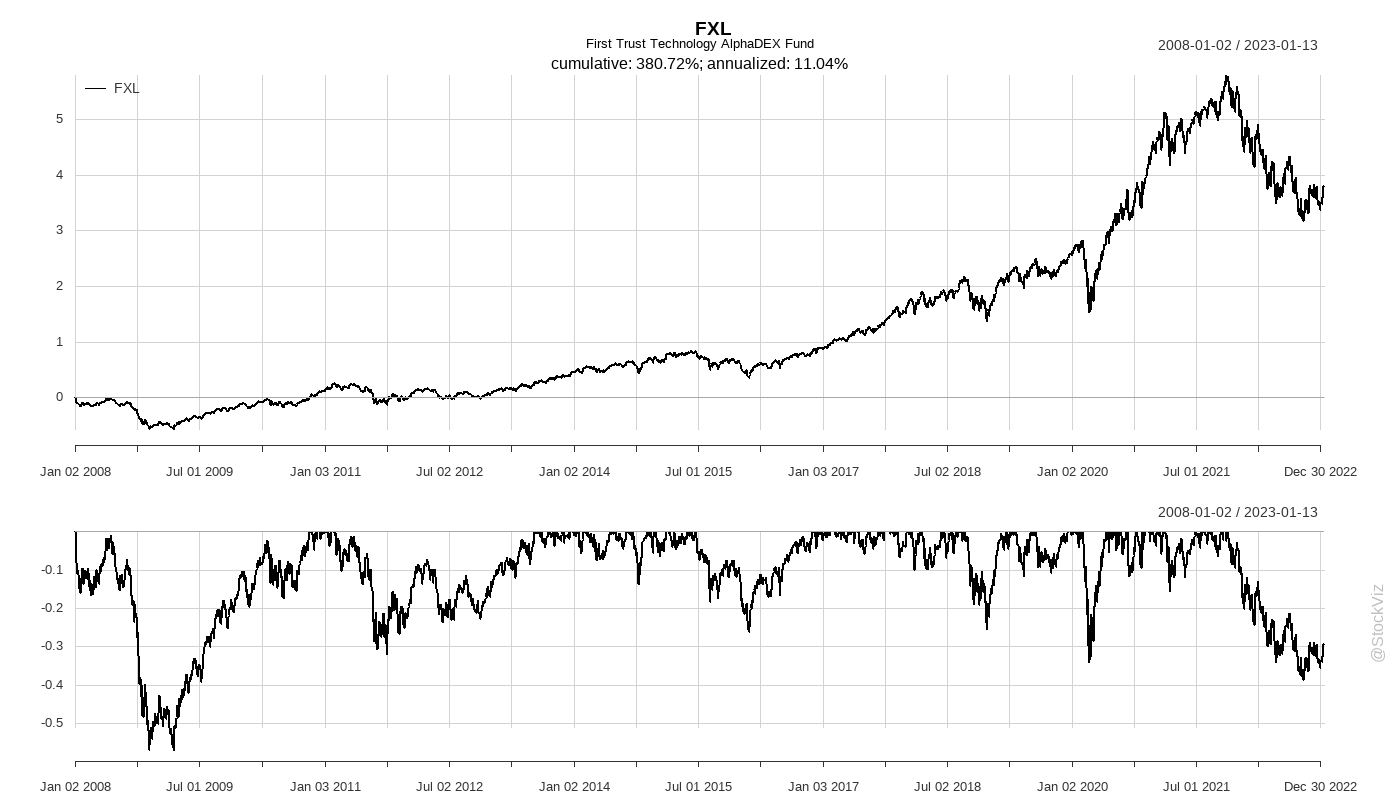 FXL
First Trust Technology AlphaDEX Fund
2008-01-02 / 2023-01-13
cumulative: 380.72%; annualized: 11.04%
FXL
5
4
3
2
1
0
Jan 02 2008 Jul 01 2009 Jan 03 2011 Jul 02 2012 Jan 02 2014 Jul 01 2015 Jan 03 2017 Jul 02 2018 Jan 02 2020 Jul 01 2021 Dec 30 2022
2008-01-02 / 2023-01-13
-0.1
-0.2
-0.3
-0.4
-0.5
@StockViz
Jan 02 2008 Jul 01 2009 Jan 03 2011 Jul 02 2012 Jan 02 2014 Jul 01 2015 Jan 03 2017 Jul 02 2018 Jan 02 2020 Jul 01 2021 Dec 30 2022